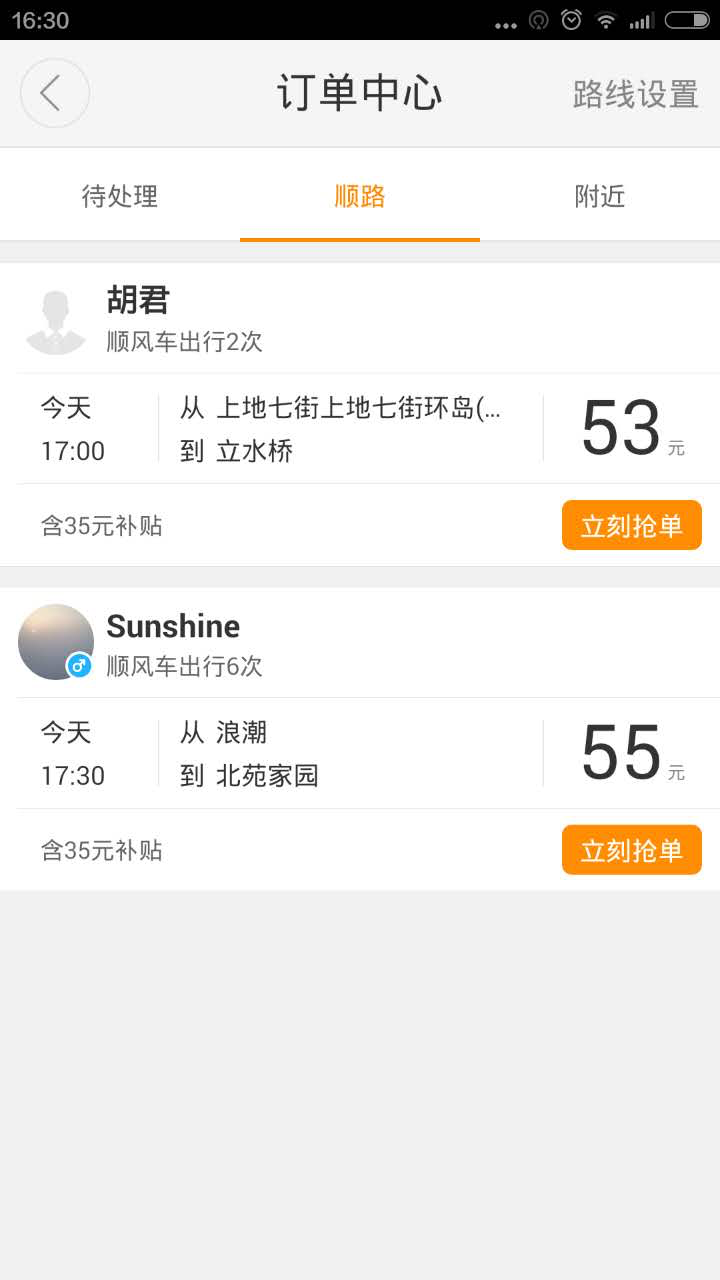 16:30
订单中心
路线设置
待处理
顺路
附近
胡君
顺风车出行2次
今天
17:00
从 上地七街上地七街环岛(...
到 立水桥
53元
含35元补贴
立刻抢单
Sunshine
顺风车出行6次
今天
17:30
从 浪潮
到 北苑家园
55元
含35元补贴
立刻抢单